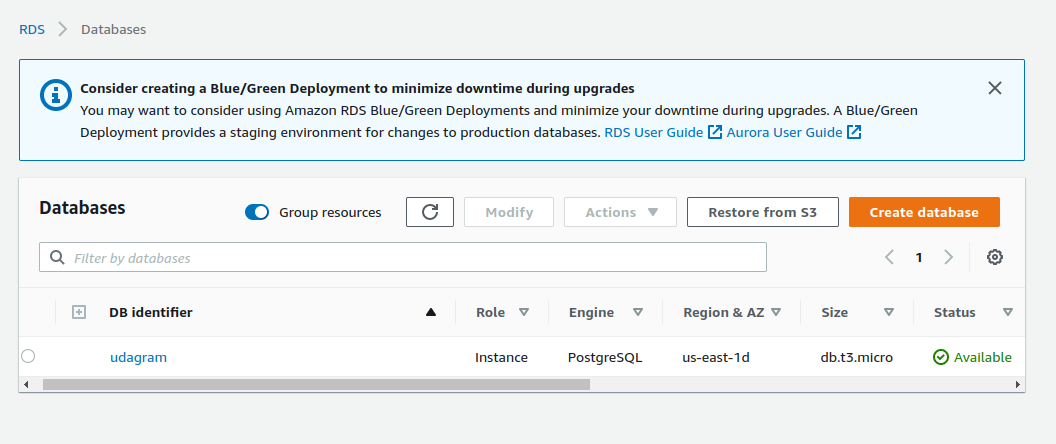 RDS Databases
Consider creating a Blue/Green Deployment to minimize downtime during upgrades
You may want to consider using Amazon RDS Blue/Green Deployments and minimize your downtime during upgrades. A Blue/Green
Deployment provides a staging environment for changes to production databases. RDS User Guide Aurora User Guide
Databases Group resources Modify Actions Restore from S3 Create database
Filter by databases 1
DB identifier Role Engine Region & AZ Size Status
udagram Instance PostgreSQL us-east-1d db.t3.micro Available